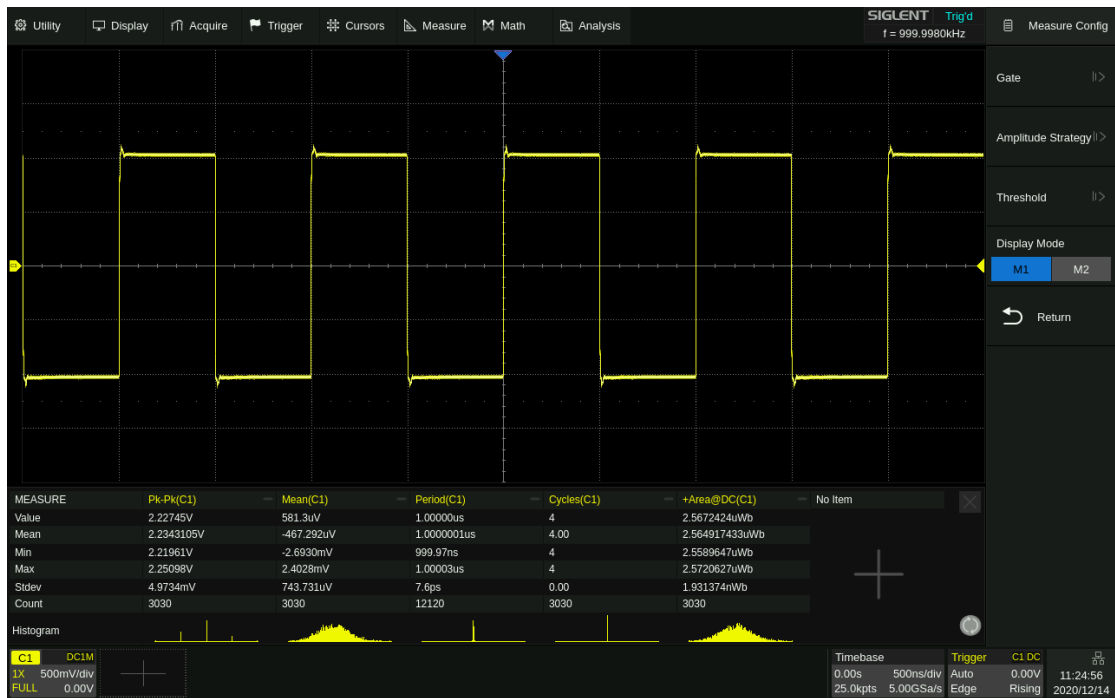 Utility Display Acquire Trigger Cursors Measure Math Analysis SIGLENT Trig'd Measure Config
f = 999.9980kHz
Gate
Amplitude Strategy
Threshold
Display Mode
M1 M2
Return
MEASURE Pk-Pk(C1) Mean(C1) Period(C1) Cycles(C1) +Area@DC(C1) No Item
Value 2.22745V 581.3uV 1.00000us 4 2.5672424uWb
Mean 2.2343105V -467.292uV 1.0000001us 4.00 2.564917433uWb
Min 2.21961V -2.6930mV 999.97ns 4 2.5589647uWb
Max 2.25098V 2.4028mV 1.00003us 4 2.5720627uWb
Stdev 4.9734mV 743.731uV 7.6ps 0.00 1.931374nWb
Count 3030 3030 12120 3030 3030
Histogram
C1 DC1M Timebase Trigger C1 DC
1X 500mV/div 0.00s 500ns/div Auto 0.00V 11:24:56
FULL 0.00V 25.0kpts 5.00GSa/s Edge Rising 2020/12/14